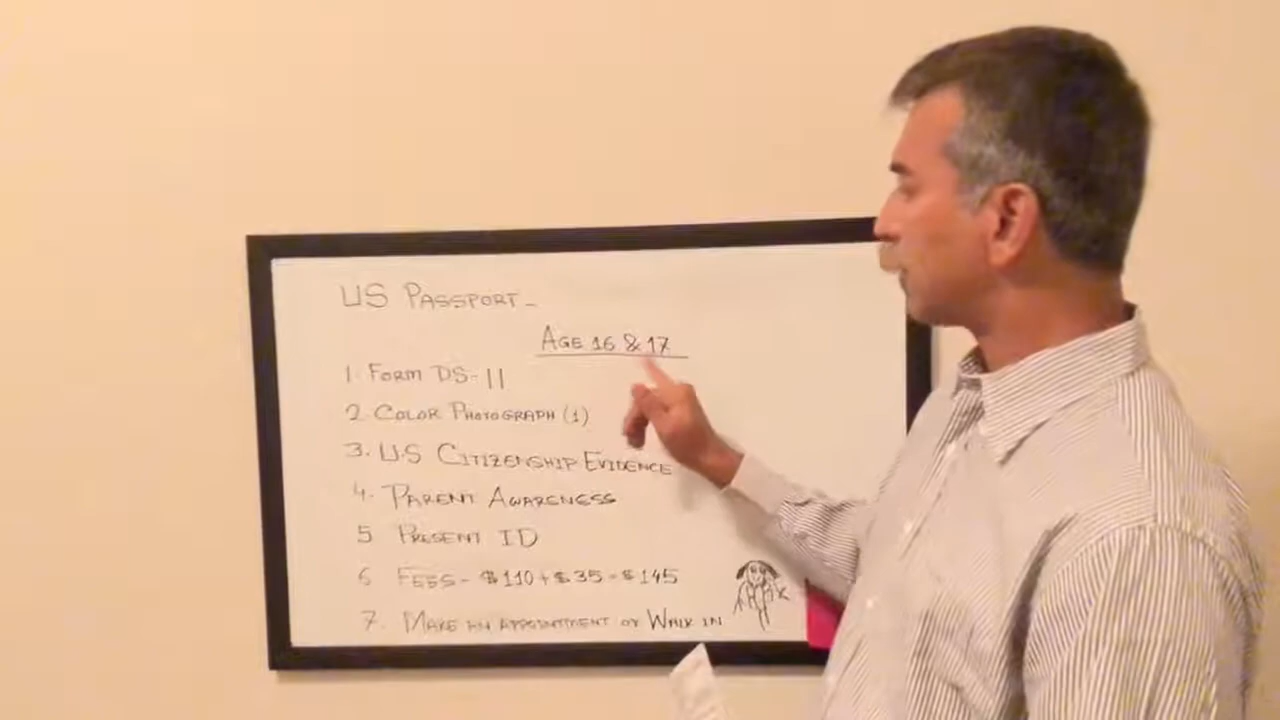 US PASSPORT -
AGE 16 & 17
1. FORM DS-11
2. COLOR PHOTOGRAPH (1)
3. U.S CITIZENSHIP EVIDENCE
4. PARENT AWARENESS
5 PRESENT ID
6 FEES - $110 + $35 = $145
7. MAKE AN APPOINTMENT or WALK IN